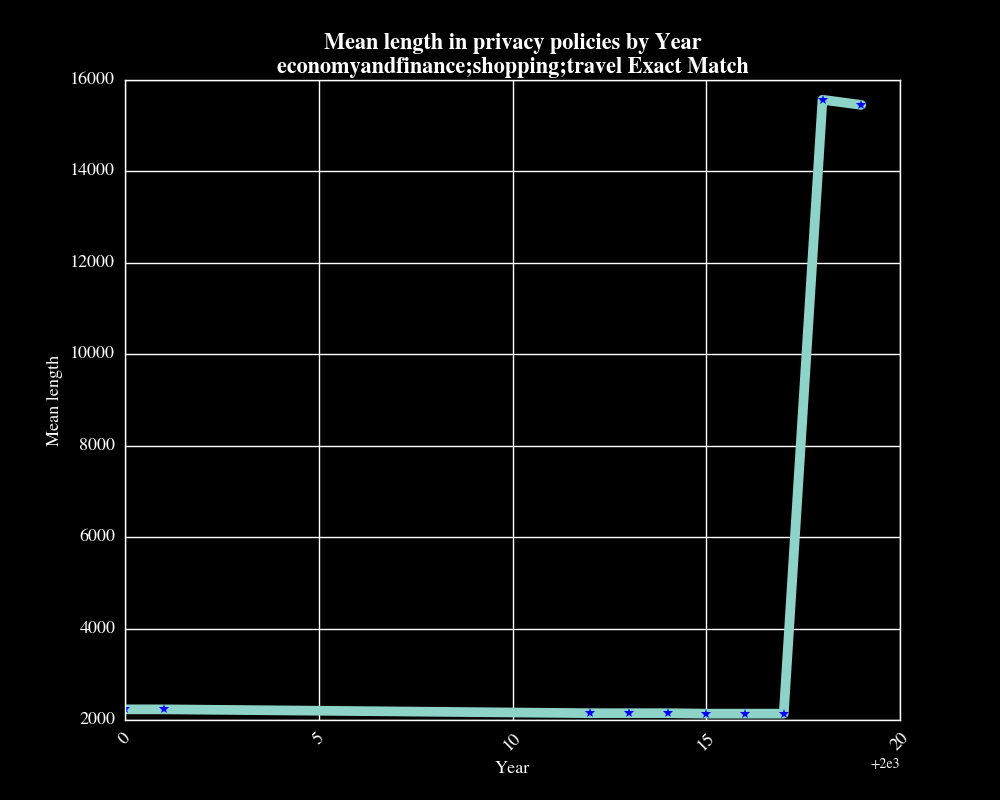 Mean length in privacy policies by Year
economyandfinance;shopping;travel Exact Match
16000
14000
12000
10000
8000
6000
4000
2000
Mean length
0
5
10
15
20
Year
+2e3